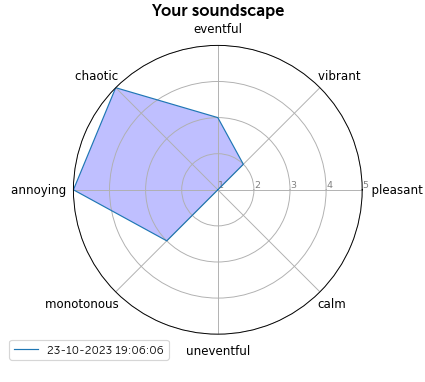 Your soundscape
eventful
chaotic
vibrant
annoying
1 2 3 4 5
pleasant
monotonous
calm
uneventful
23-10-2023 19:06:06